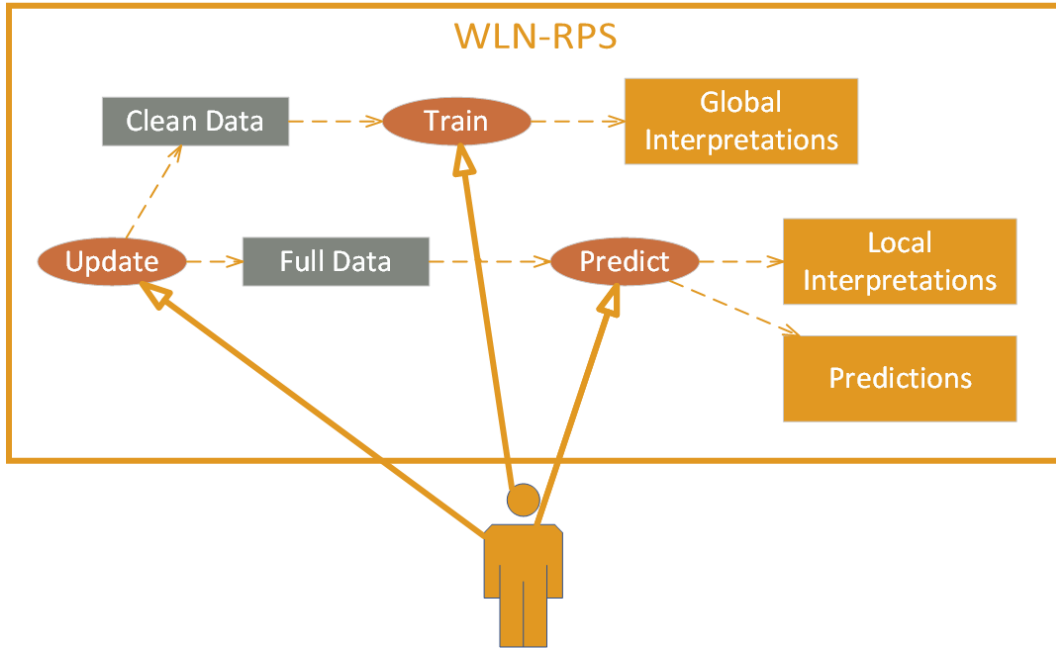 WLN-RPS
Clean Data
Train
Global
Interpretations
Update
Full Data
Predict
Local
Interpretations
Predictions